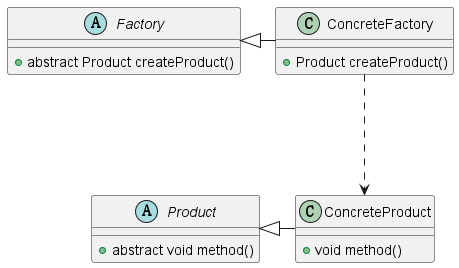 A Factory
+ abstract Product createProduct()
C ConcreteFactory
Product createProduct()
A Product
abstract void method()
C ConcreteProduct
void method()